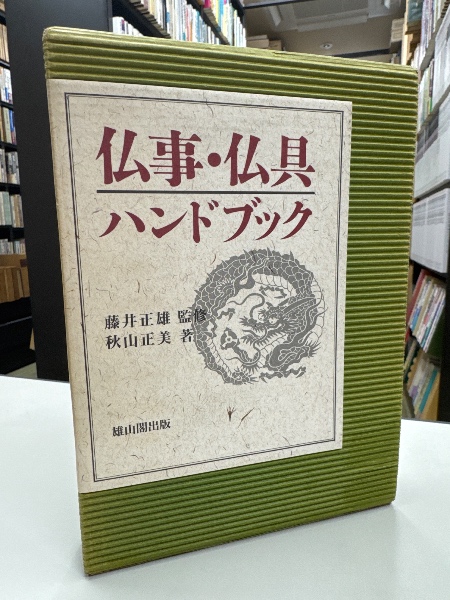 仏事・仏具
ハンドブック
藤井正雄 監修
秋山正美 著
雄山閣出版